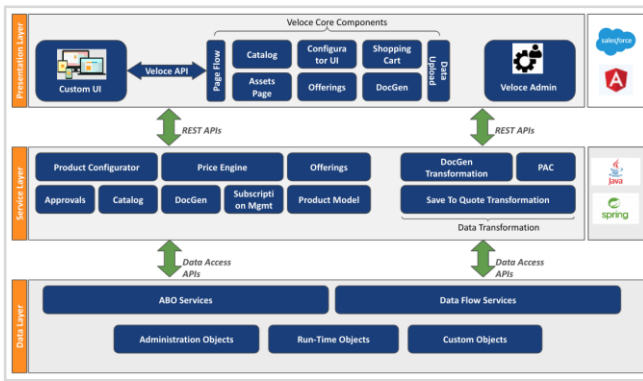 Veloce Core Components
Presentation Layer
Custom UI
Veloce API
Page Flow
Catalog
Configura
tor UI
Shopping
Cart
Assets
Page
Offerings
DocGen
Data
Upload
Veloce Admin
salesforce
A
REST APIs
REST APIs
Service Layer
Product Configurator
Price Engine
Offerings
Approvals
Catalog
DocGen
Subscripti
on Mgmt
Product Model
DocGen
Transformation
PAC
Save To Quote Transformation
Data Transformation
Java
spring
Data Access
APIs
Data Access
APIs
Data Layer
ABO Services
Data Flow Services
Administration Objects
Run-Time Objects
Custom Objects